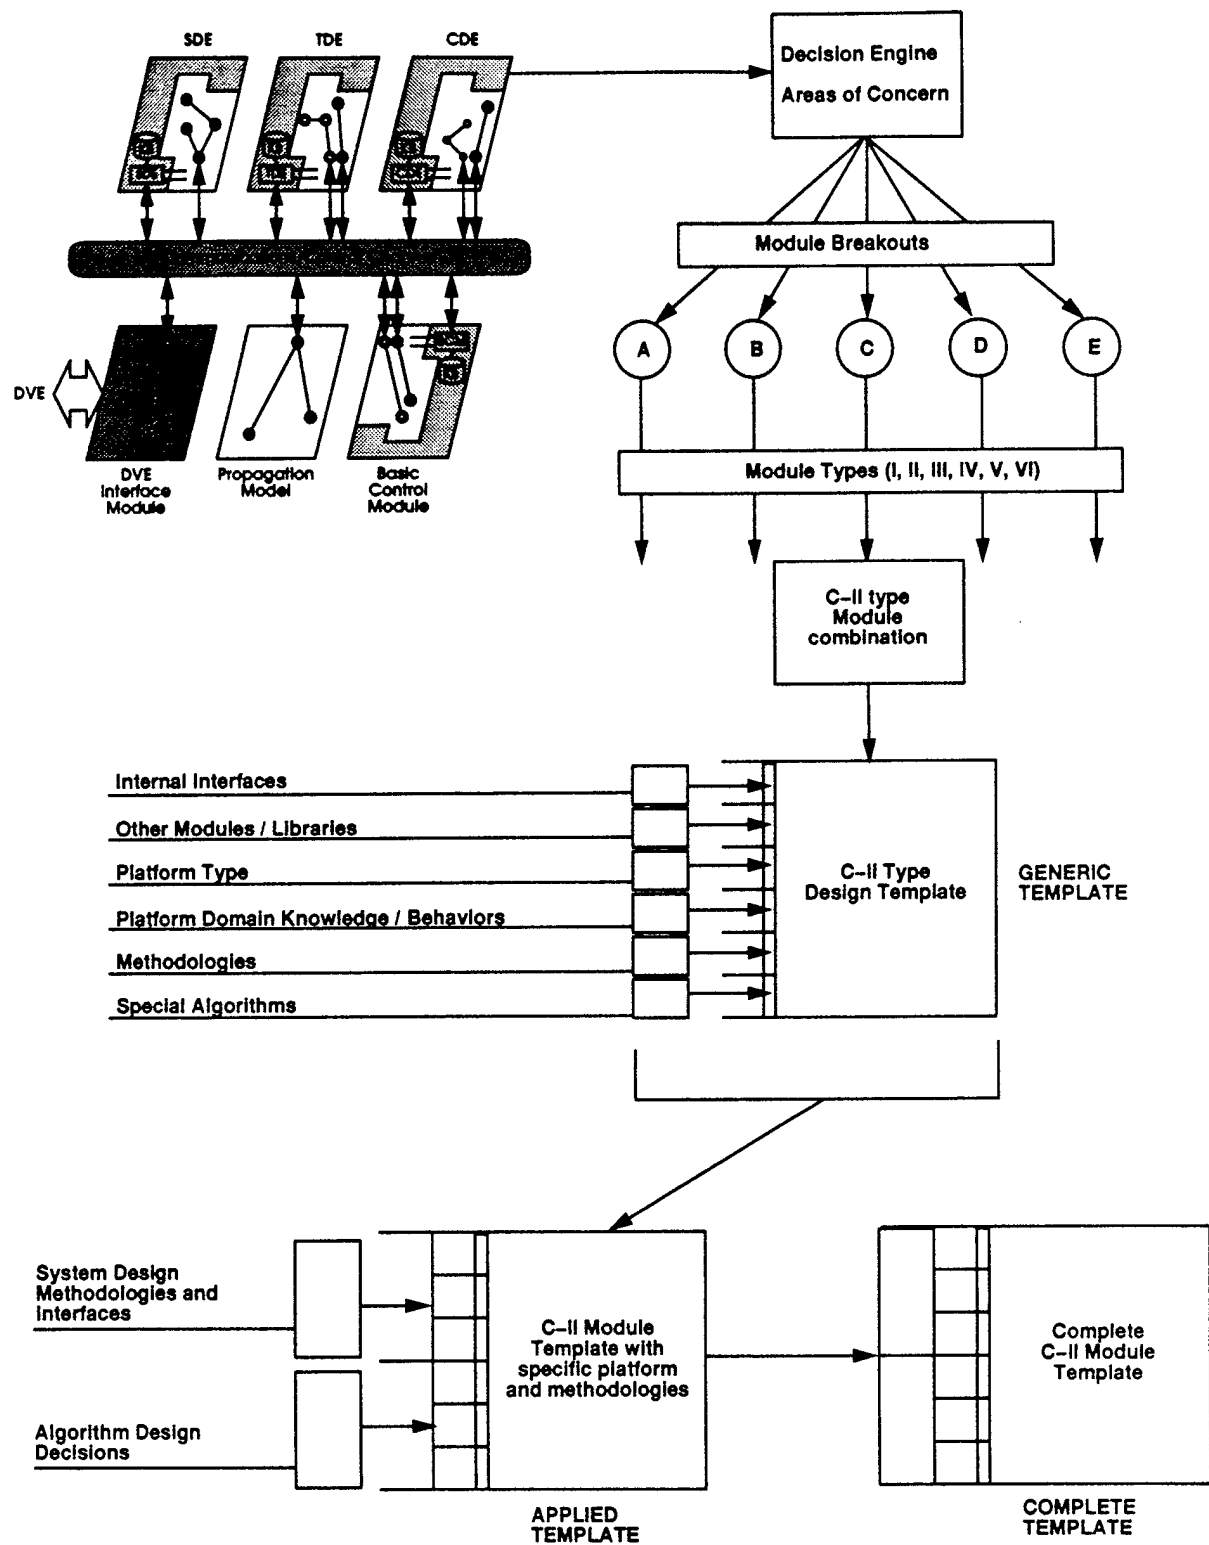 SDE
TDE
CDE
Decision Engine
Areas of Concern
Module Breakouts
A
B
C
D
E
DVE
DVE
Interface
Module
Propagation
Model
Basic
Control
Module
Module Types (I, II, III, IV, V, VI)
C-II type
Module
combination
Internal Interfaces
Other Modules / Libraries
Platform Type
Platform Domain Knowledge / Behaviors
Methodologies
Special Algorithms
C-II Type
Design Template
GENERIC
TEMPLATE
System Design
Methodologies and
Interfaces
Algorithm Design
Decisions
C-II Module
Template with
specific platform
and methodologies
Complete
C-II Module
Template
APPLIED
TEMPLATE
COMPLETE
TEMPLATE